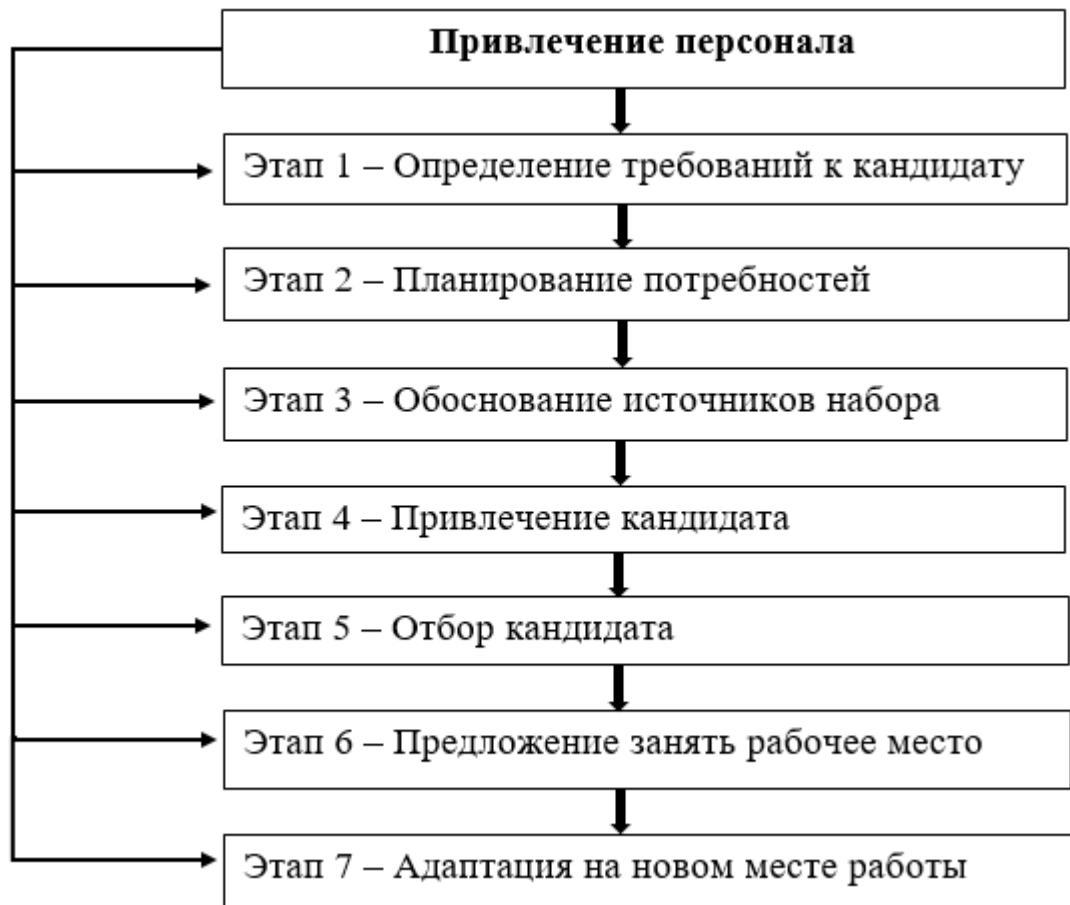 Привлечение персонала
Этап 1 – Определение требований к кандидату
Этап 2 – Планирование потребностей
Этап 3 – Обоснование источников набора
Этап 4 – Привлечение кандидата
Этап 5 – Отбор кандидата
Этап 6 – Предложение занять рабочее место
Этап 7 – Адаптация на новом месте работы